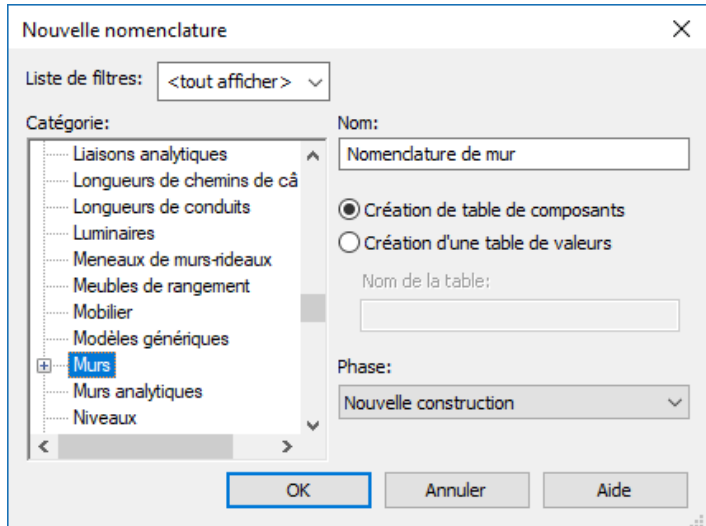 Nouvelle nomenclature
Liste de filtres: <tout afficher>
Catégorie:
Liaisons analytiques
Longueurs de chemins de câ
Longueurs de conduits
Luminaires
Meneaux de murs-rideaux
Meubles de rangement
Mobilier
Modèles génériques
Murs
Murs analytiques
Niveaux
Nom:
Nomenclature de mur
Création de table de composants
Création d'une table de valeurs
Nom de la table:
Phase:
Nouvelle construction
OK Annuler Aide